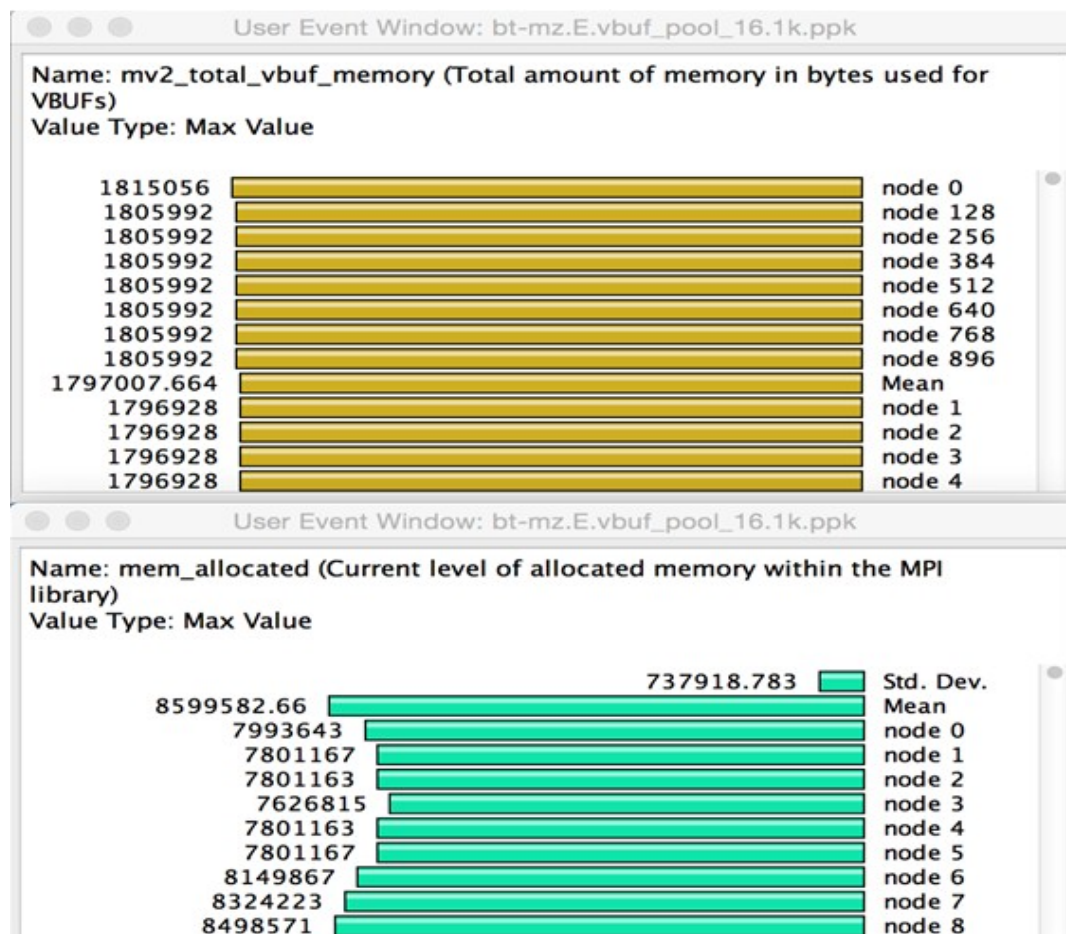 User Event Window: bt-mz.E.vbuf_pool_16.1k.ppk
Name: mv2_total_vbuf_memory (Total amount of memory in bytes used for
VBUFs)
Value Type: Max Value
1815056 node 0
1805992 node 128
1805992 node 256
1805992 node 384
1805992 node 512
1805992 node 640
1805992 node 768
1805992 node 896
1797007.664 Mean
1796928 node 1
1796928 node 2
1796928 node 3
1796928 node 4
User Event Window: bt-mz.E.vbuf_pool_16.1k.ppk
Name: mem_allocated (Current level of allocated memory within the MPI
library)
Value Type: Max Value
737918.783 Std. Dev.
8599582.66 Mean
7993643 node 0
7801167 node 1
7801163 node 2
7626815 node 3
7801163 node 4
7801167 node 5
8149867 node 6
8324223 node 7
8498571 node 8